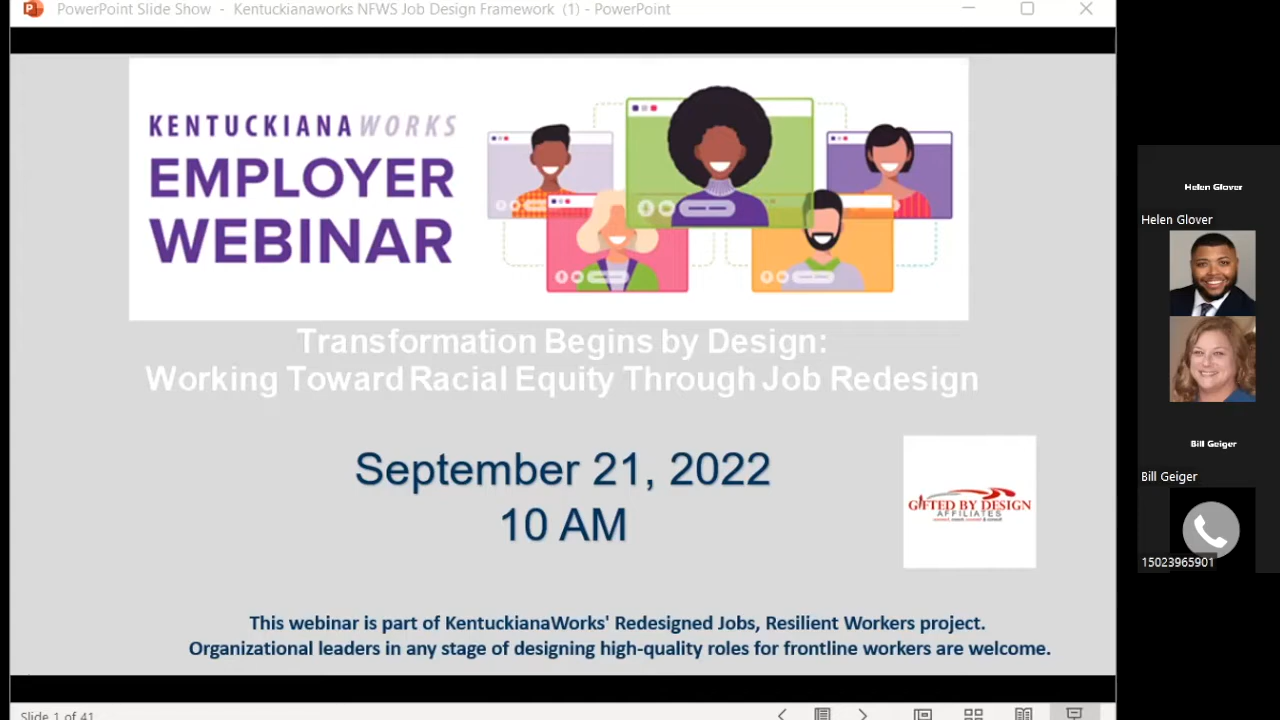 PowerPoint Slide Show - Kentuckianaworks NFWS Job Design Framework (1) - PowerPoint
KENTUCKIANAWORKS
EMPLOYER
WEBINAR
Transformation Begins by Design:
Working Toward Racial Equity Through Job Redesign
September 21, 2022
10 AM
GIFTED BY DESIGN
AFFILIATES
This webinar is part of KentuckianaWorks' Redesigned Jobs, Resilient Workers project.
Organizational leaders in any stage of designing high-quality roles for frontline workers are welcome.
Slide 1 of 41
Helen Glover
Helen Glover
Bill Geiger
Bill Geiger
15023965901